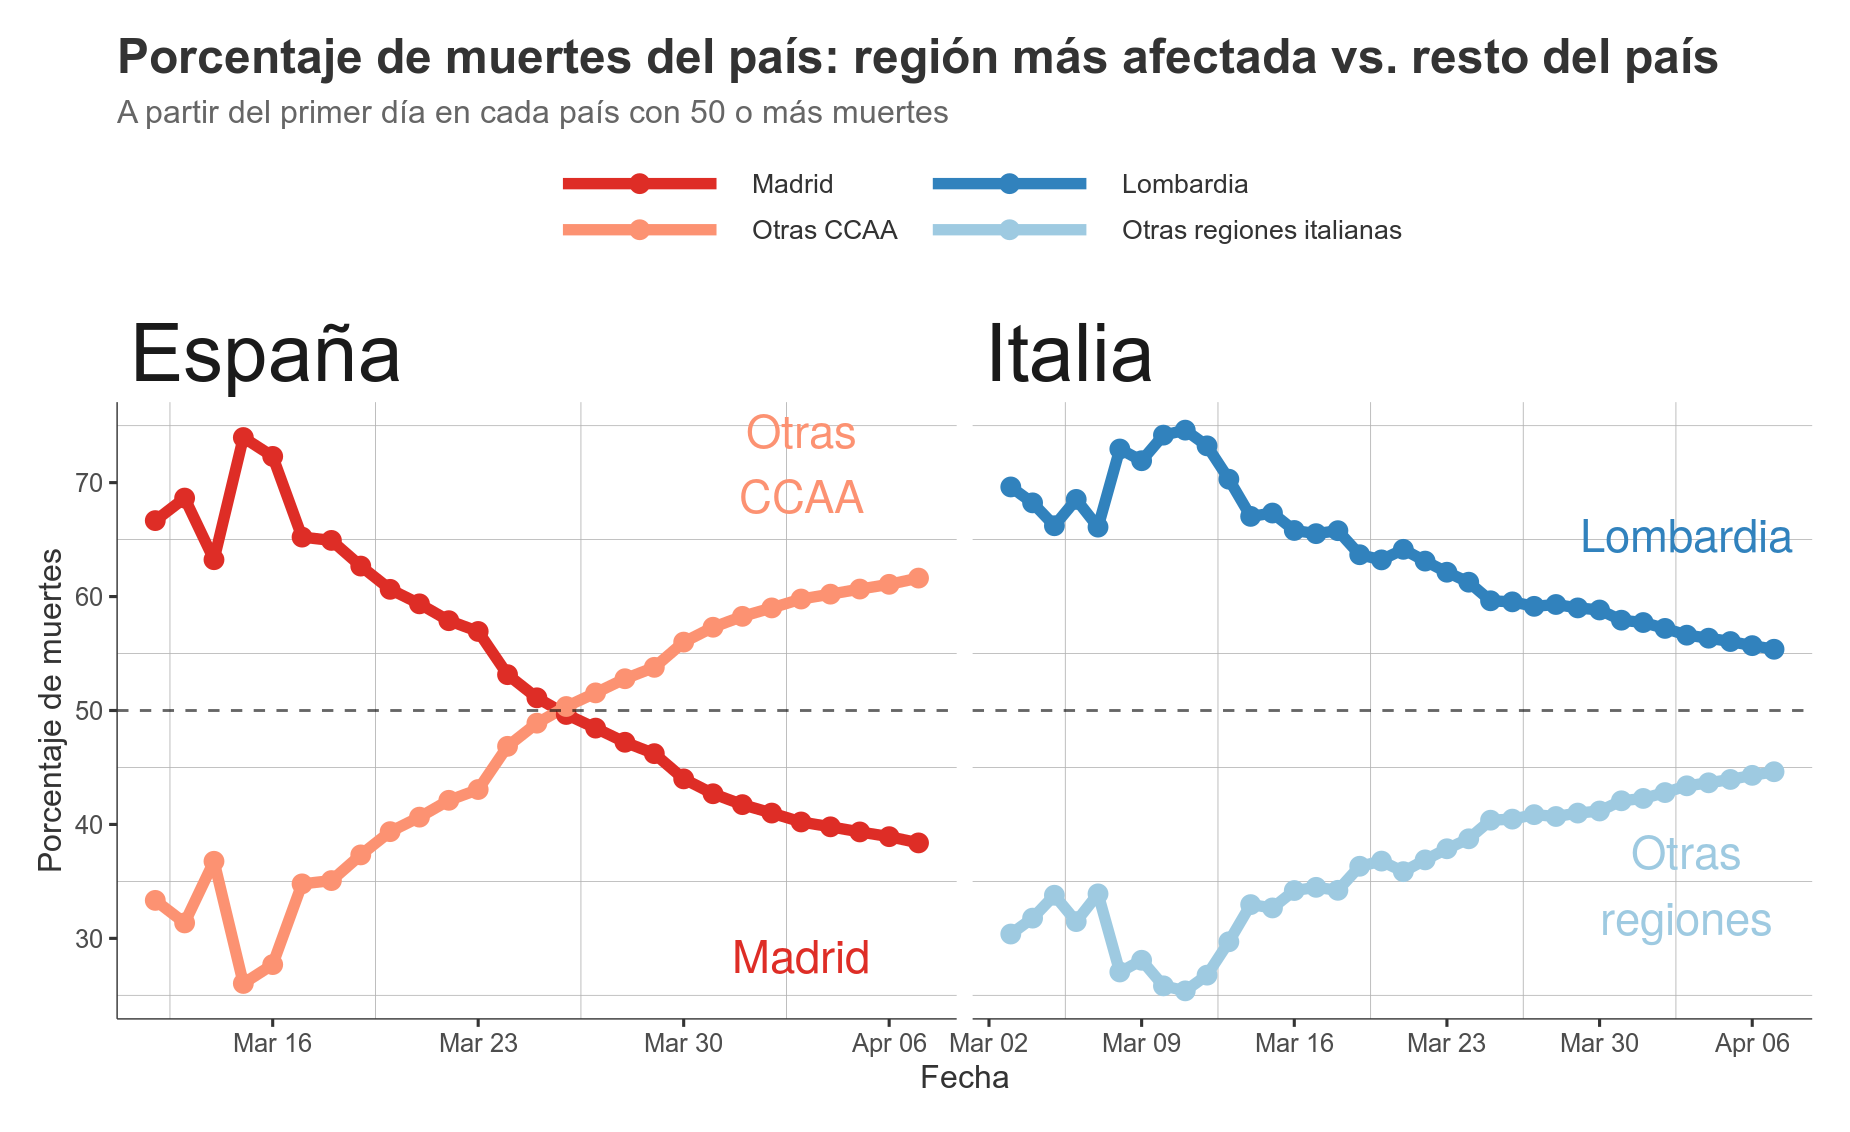 Porcentaje de muertes del país: región más afectada vs. resto del país
A partir del primer día en cada país con 50 o más muertes
Madrid
Lombardia
Otras CCAA
Otras regiones italianas
España
Italia
Otras
CCAA
Madrid
Lombardia
Otras
regiones
Porcentaje de muertes
70
60
50
40
30
Mar 16
Mar 23
Mar 30
Apr 06
Mar 02
Mar 09
Mar 16
Mar 23
Mar 30
Apr 06
Fecha